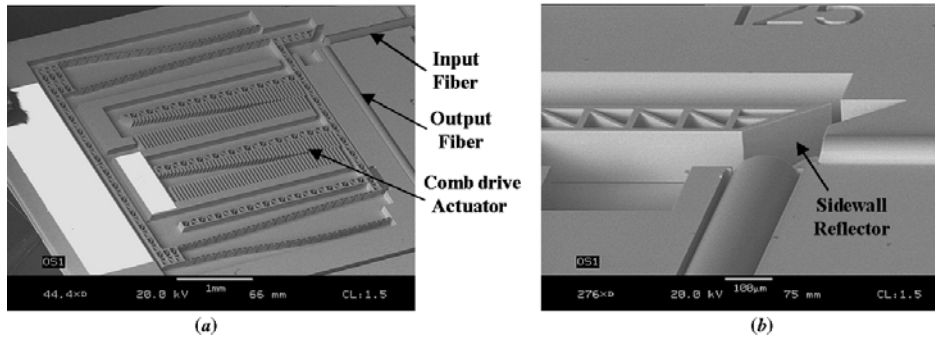 Input
Fiber
Output
Fiber
Comb drive
Actuator
OS1
1mm
44.4×D 20.0 kV 66 mm CL:1.5
(a)
125
Sidewall
Reflector
OS1
100µm
276×D 20.0 kV 75 mm CL:1.5
(b)